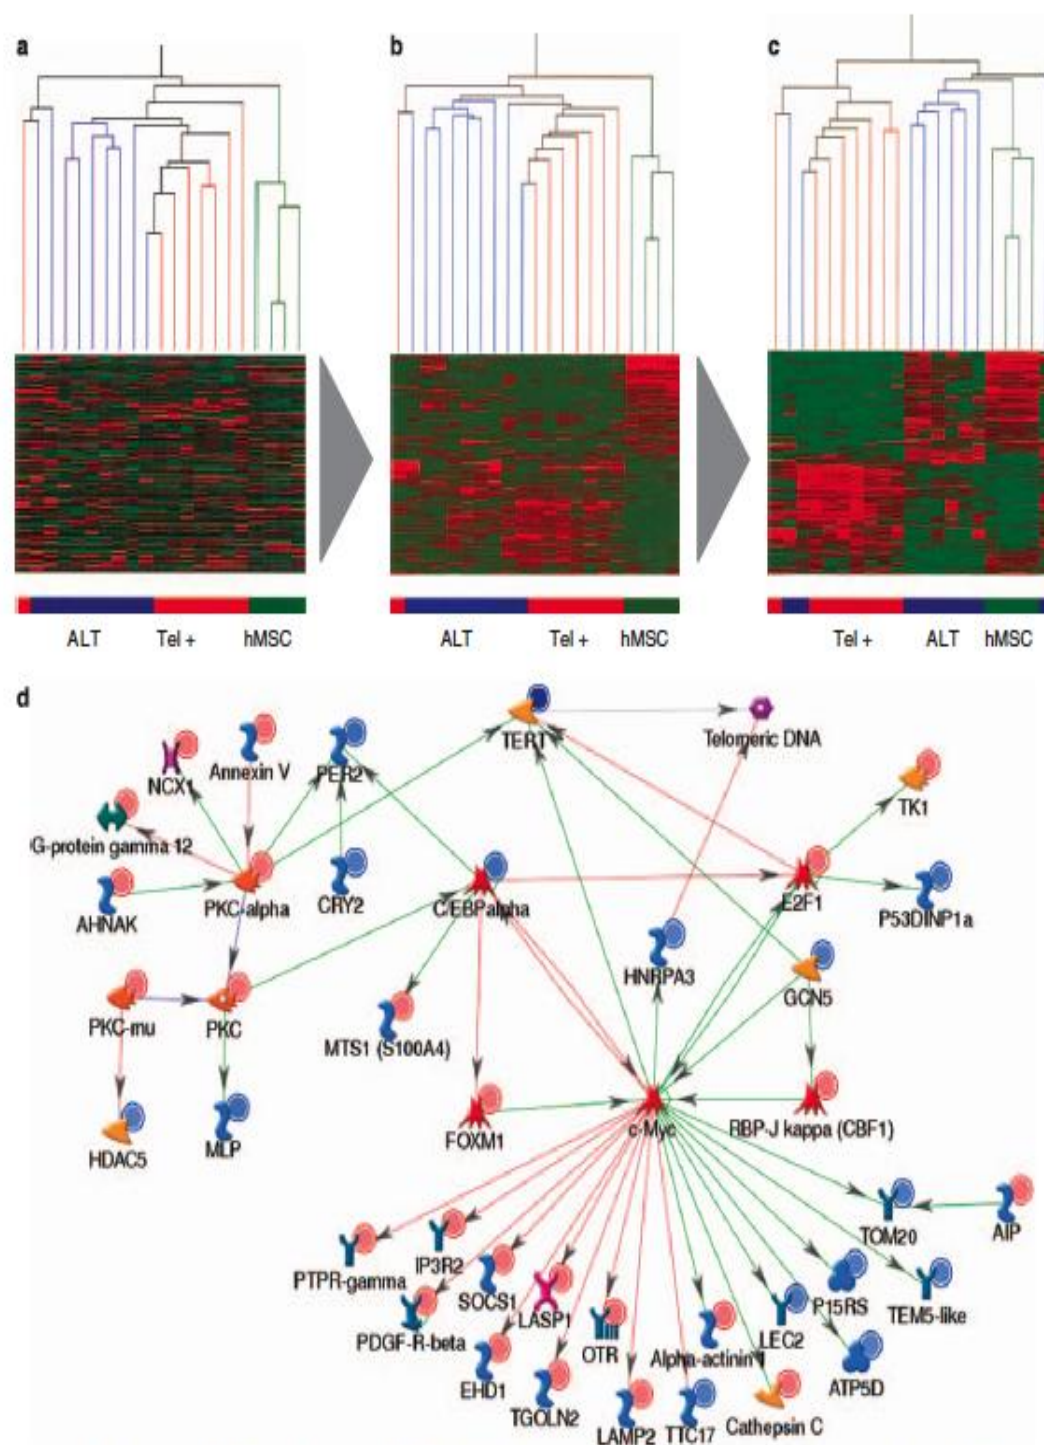 a b c
ALT Tel + hMSC ALT Tel + hMSC Tel + ALT hMSC
d
TERT Telomeric DNA
NCX1 Annexin V PER2
TK1
G-protein gamma 12
AHNAK PKC-alpha CRY2 C/EBPalpha E2F1 P53DINP1a
HNRPA3 GCN5
PKC-mu PKC MTS1 (S100A4)
FOXM1 c-Myc RBP-J kappa (CBF1)
HDAC5 MLP
TOM20 AIP
PTPR-gamma IP3R2 SOCS1 LASP1 P15RS TEM5-like
PDGF-R-beta OTR Alpha-actinin 1 LEC2
EHD1 ATP5D
TGOLN2 LAMP2 TTC17 Cathepsin C